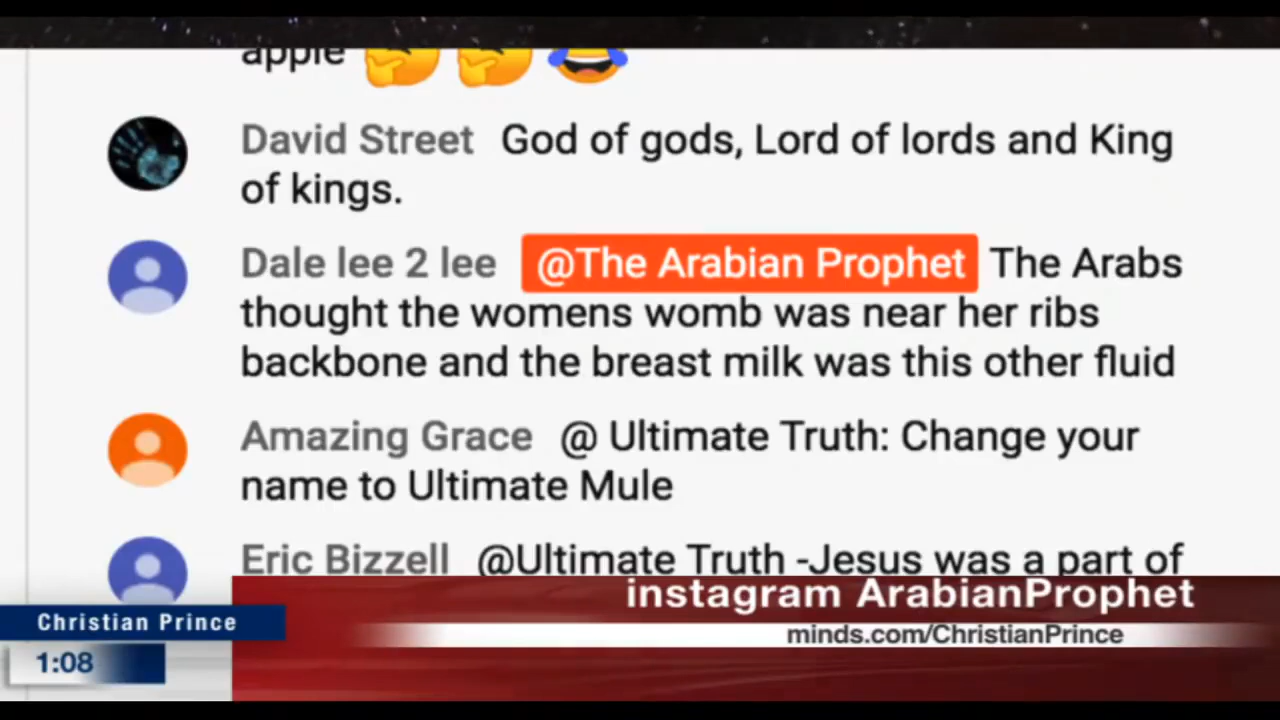 apple
David Street God of gods, Lord of lords and King
of kings.
Dale lee 2 lee @The Arabian Prophet The Arabs
thought the womens womb was near her ribs
backbone and the breast milk was this other fluid
Amazing Grace @ Ultimate Truth: Change your
name to Ultimate Mule
Eric Bizzell @Ultimate Truth -Jesus was a part of
instagram ArabianProphet
Christian Prince
minds.com/ChristianPrince
1:08